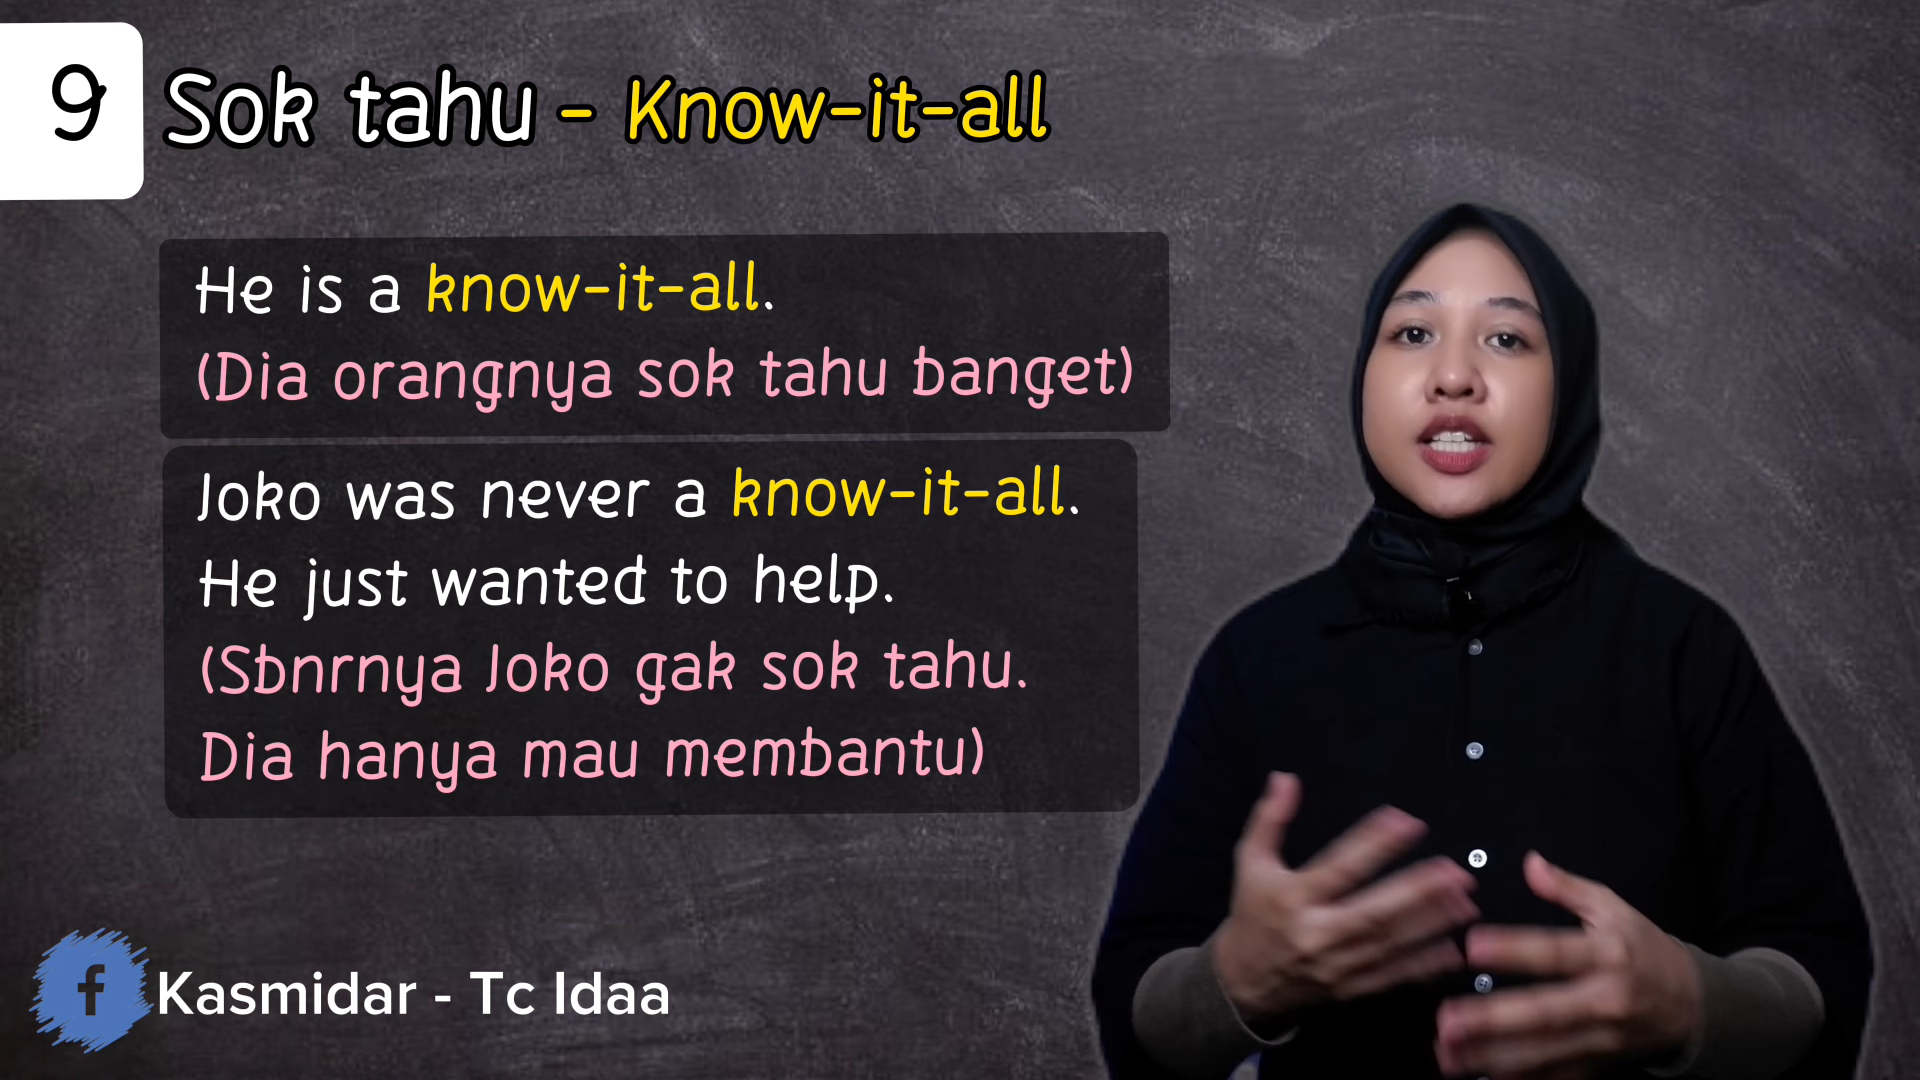 9
Sok tahu - Know-it-all
He is a know-it-all.
(Dia orangnya sok tahu banget)
Joko was never a know-it-all.
He just wanted to help.
(Sbnrnya Joko gak sok tahu.
Dia hanya mau membantu)
f Kasmidar - Tc Idaa